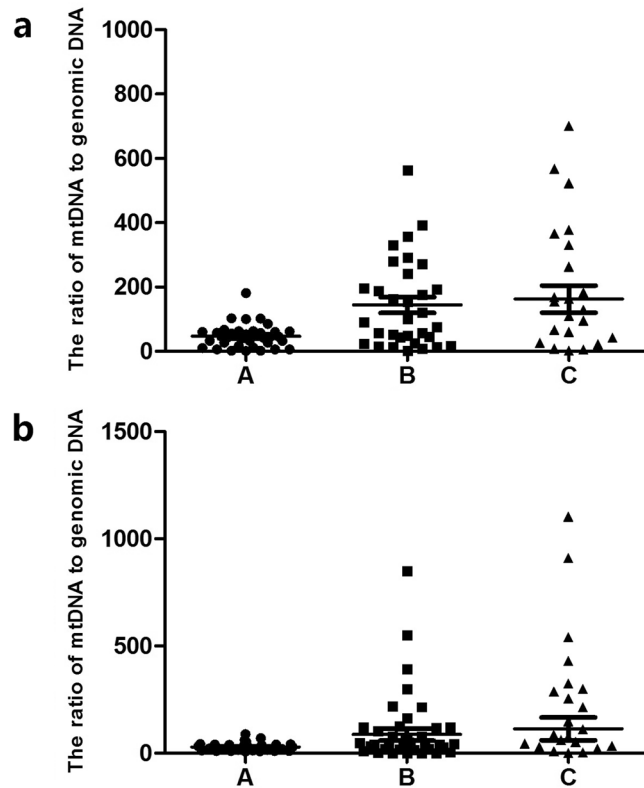 a
The ratio of mtDNA to genomic DNA
1000
800
600
400
200
0
A B C
b
The ratio of mtDNA to genomic DNA
1500
1000
500
0
A B C